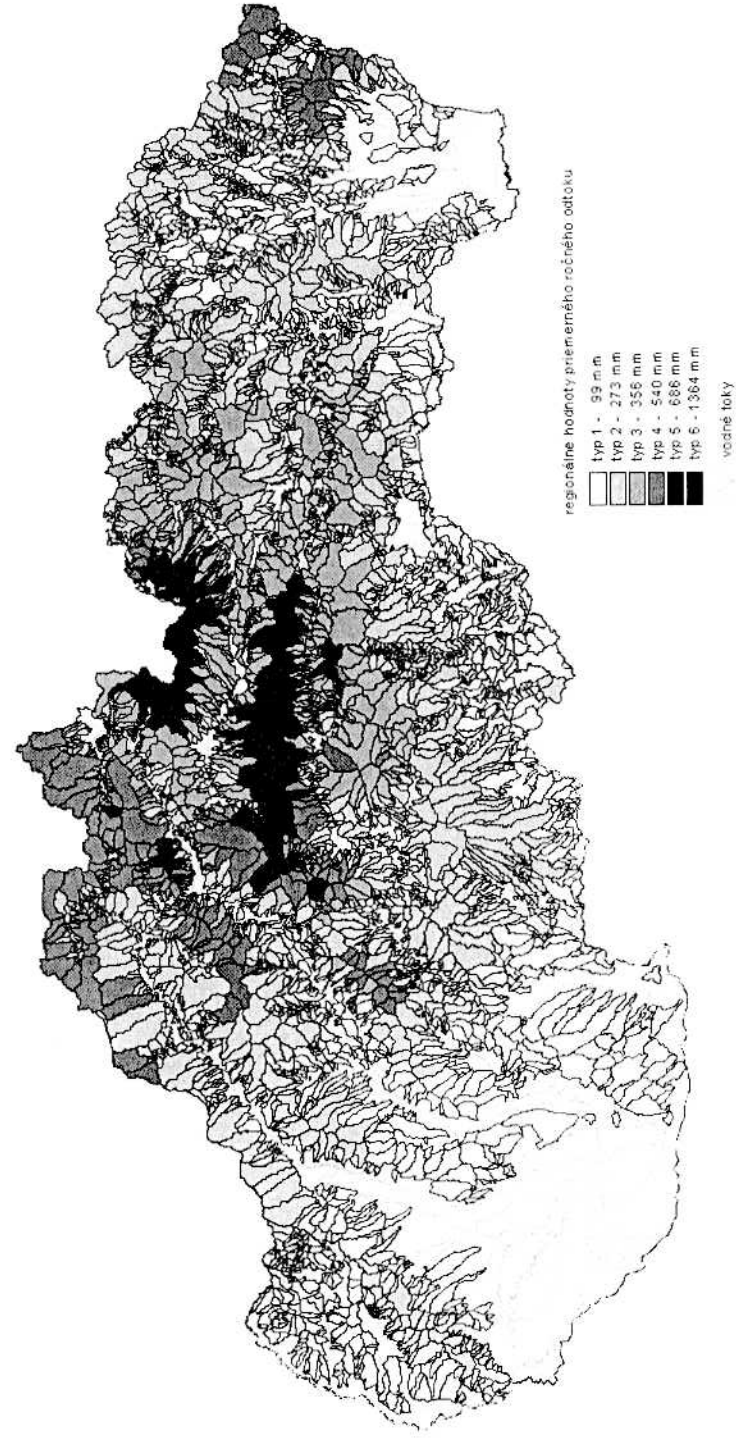 regionálne hodnoty priemerného ročného odtoku
typ 1 - 99 mm
typ 2 - 273 mm
typ 3 - 356 mm
typ 4 - 540 mm
typ 5 - 686 mm
typ 6 - 1364 mm
vodné toky